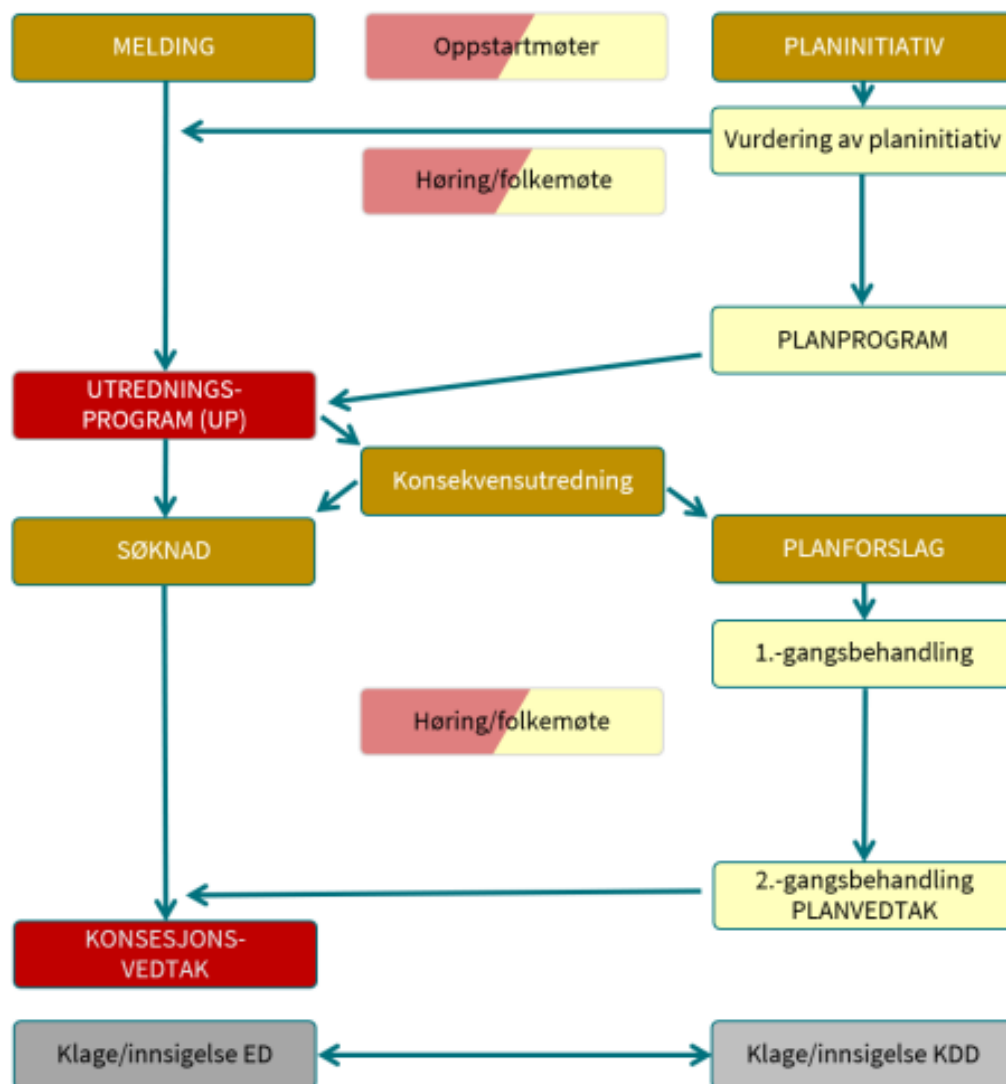 MELDING
Oppstartmøter
PLANINITIATIV
Vurdering av planinitiativ
Høring/folkemøte
PLANPROGRAM
UTREDNINGS-
PROGRAM (UP)
Konsekvensutredning
SØKNAD
PLANFORSLAG
1.-gangsbehandling
Høring/folkemøte
2.-gangsbehandling
PLANVEDTAK
KONSESJONS-
VEDTAK
Klage/innsigelse ED
Klage/innsigelse KDD